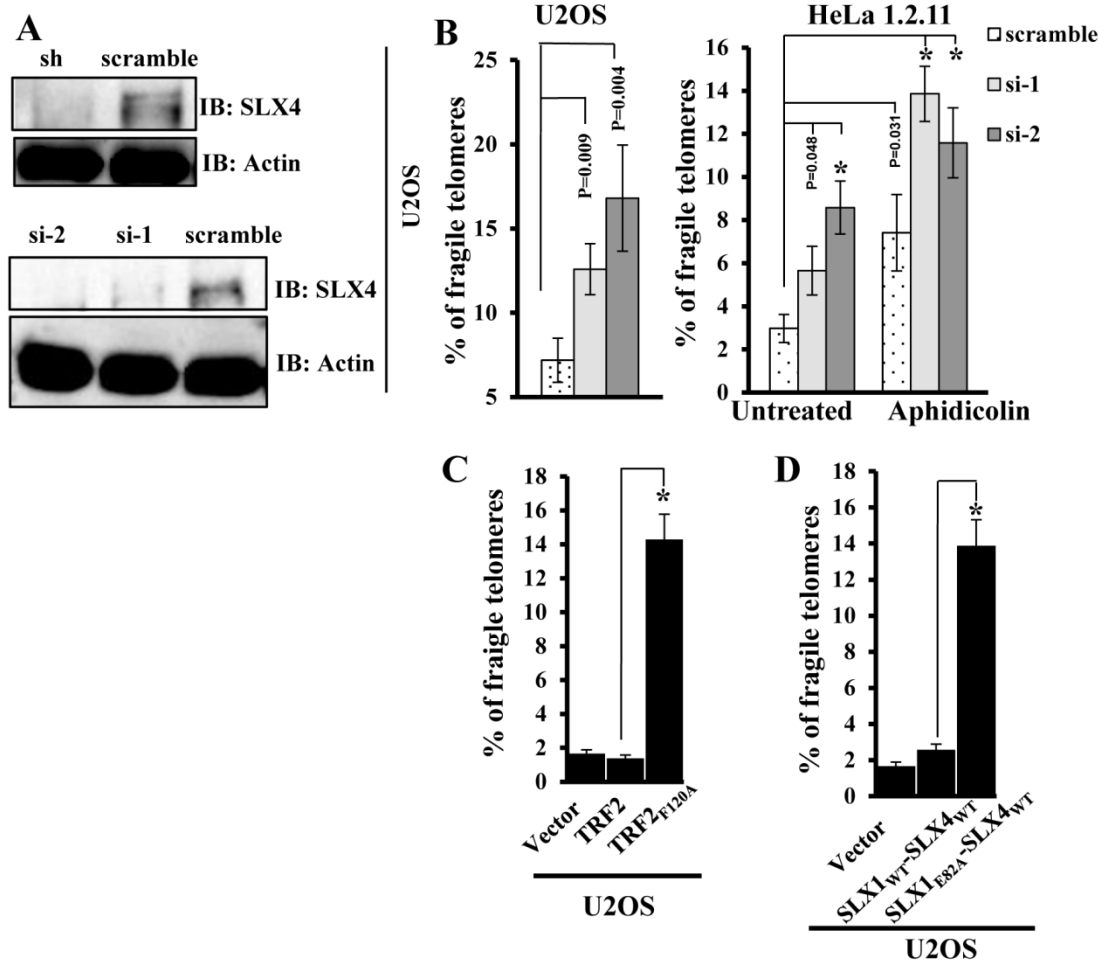 A
sh scramble
IB: SLX4
IB: Actin
si-2 si-1 scramble
IB: SLX4
IB: Actin
U2OS
B
U2OS
% of fragile telomeres
25
20
15
10
5
P=0.009
P=0.004
HeLa 1.2.11
% of fragile telomeres
16
14
12
10
8
6
4
2
0
P=0.048
*
P=0.031
* *
Untreated Aphidicolin
scramble
si-1
si-2
C
% of fraigle telomeres
18
16
14
12
10
8
6
4
2
0
*
Vector
TRF2
TRF2F120A
U2OS
D
% of fragile telomeres
18
16
14
12
10
8
6
4
2
0
*
Vector
SLX1WT-SLX4WT
SLX1E82A-SLX4WT
U2OS